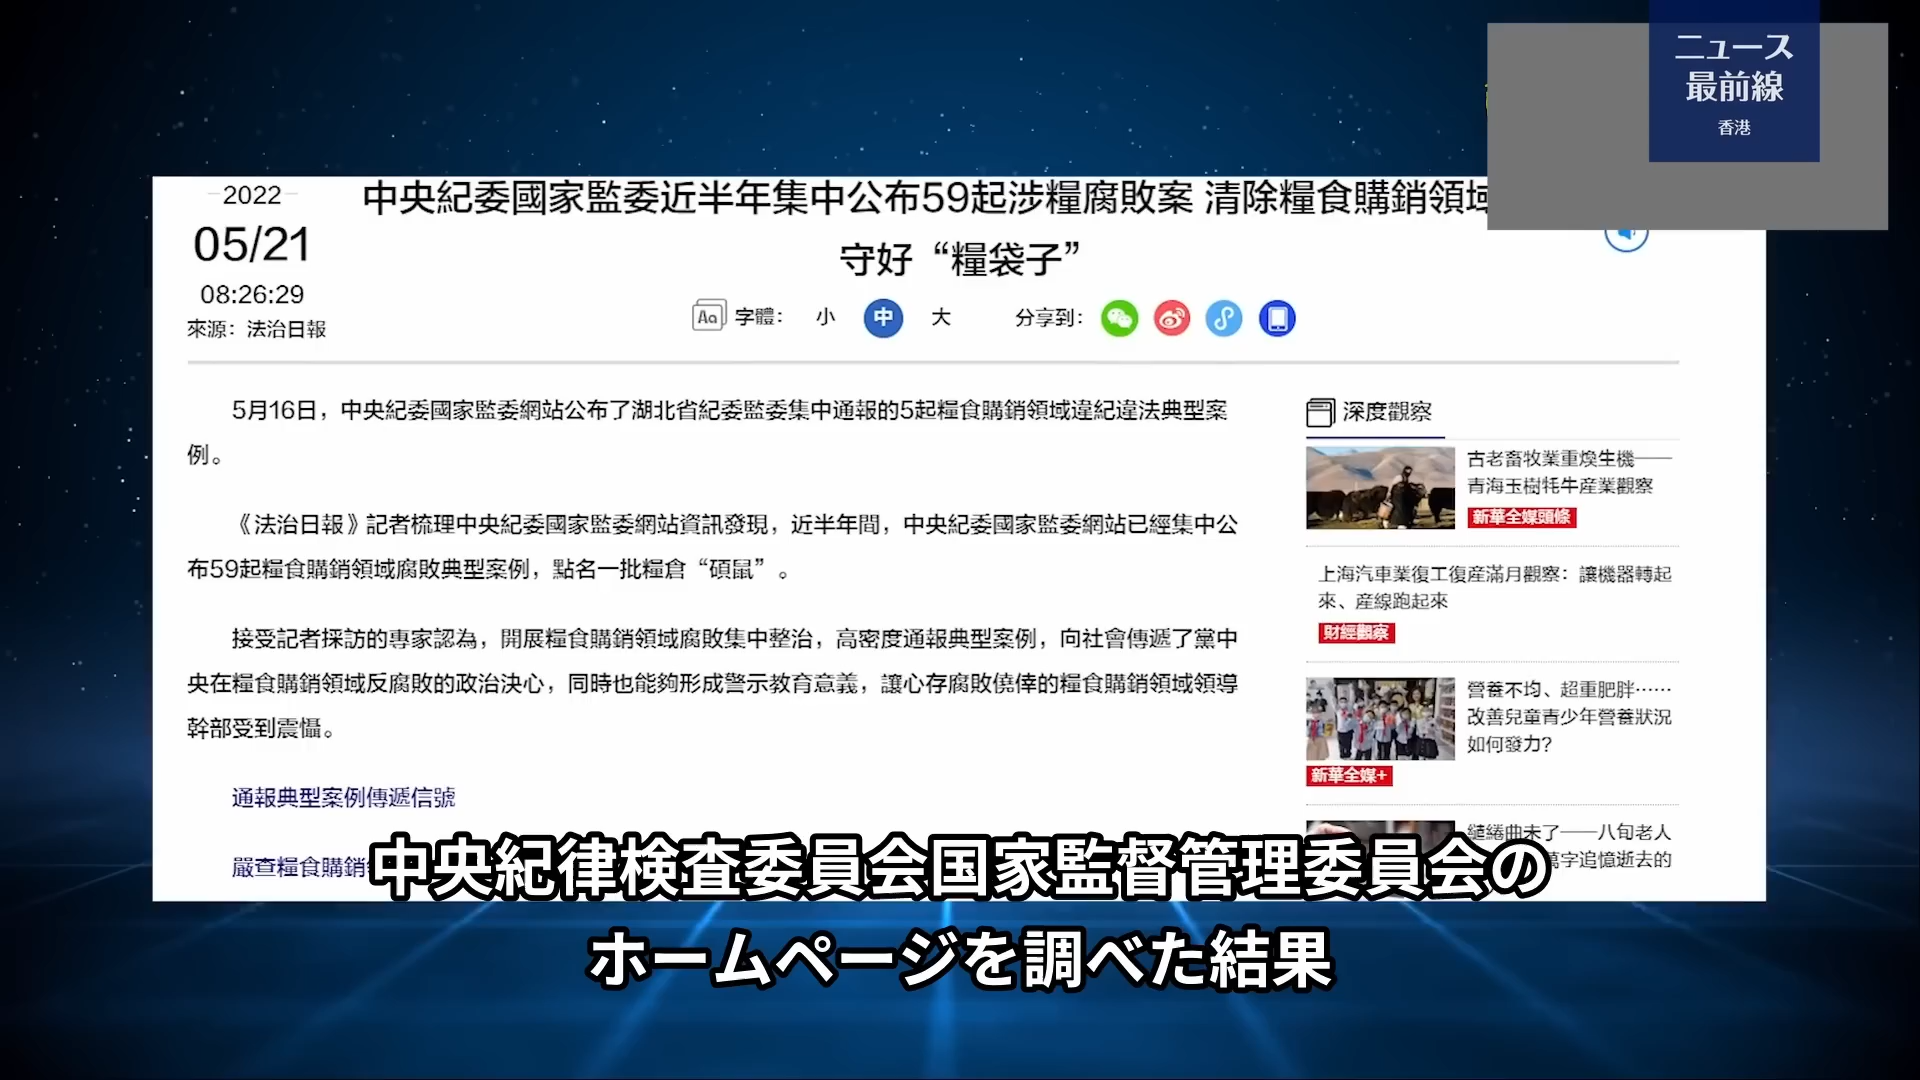 ニュース
最前線
香港
2022
05/21
08:26:29
來源：法治日報
中央紀委國家監委近半年集中公布59起涉糧腐敗案 清除糧食購銷領域
守好“糧袋子”
Aa 字體： 小 中 大 分享到：
5月16日，中央紀委國家監委網站公布了湖北省紀委監委集中通報的5起糧食購銷領域違紀違法典型案
例。
《法治日報》記者梳理中央紀委國家監委網站資訊發現，近半年間，中央紀委國家監委網站已經集中公
布59起糧食購銷領域腐敗典型案例，點名一批糧倉“碩鼠”。
接受記者採訪的專家認為，開展糧食購銷領域腐敗集中整治，高密度通報典型案例，向社會傳遞了黨中
央在糧食購銷領域反腐敗的政治決心，同時也能夠形成警示教育意義，讓心存腐敗僥倖的糧食購銷領域領導
幹部受到震懾。
通報典型案例傳遞信號
嚴查糧食購銷
深度觀察
古老畜牧業重煥生機——
青海玉樹牦牛産業觀察
新華全媒頭條
上海汽車業復工復産滿月觀察：讓機器轉起
來、産線跑起來
財經觀察
營養不均、超重肥胖……
改善兒童青少年營養狀況
如何發力？
新華全媒+
繾綣曲未了——八旬老人
萬字追憶逝去的
中央紀律検査委員会国家監督管理委員会の
ホームページを調べた結果